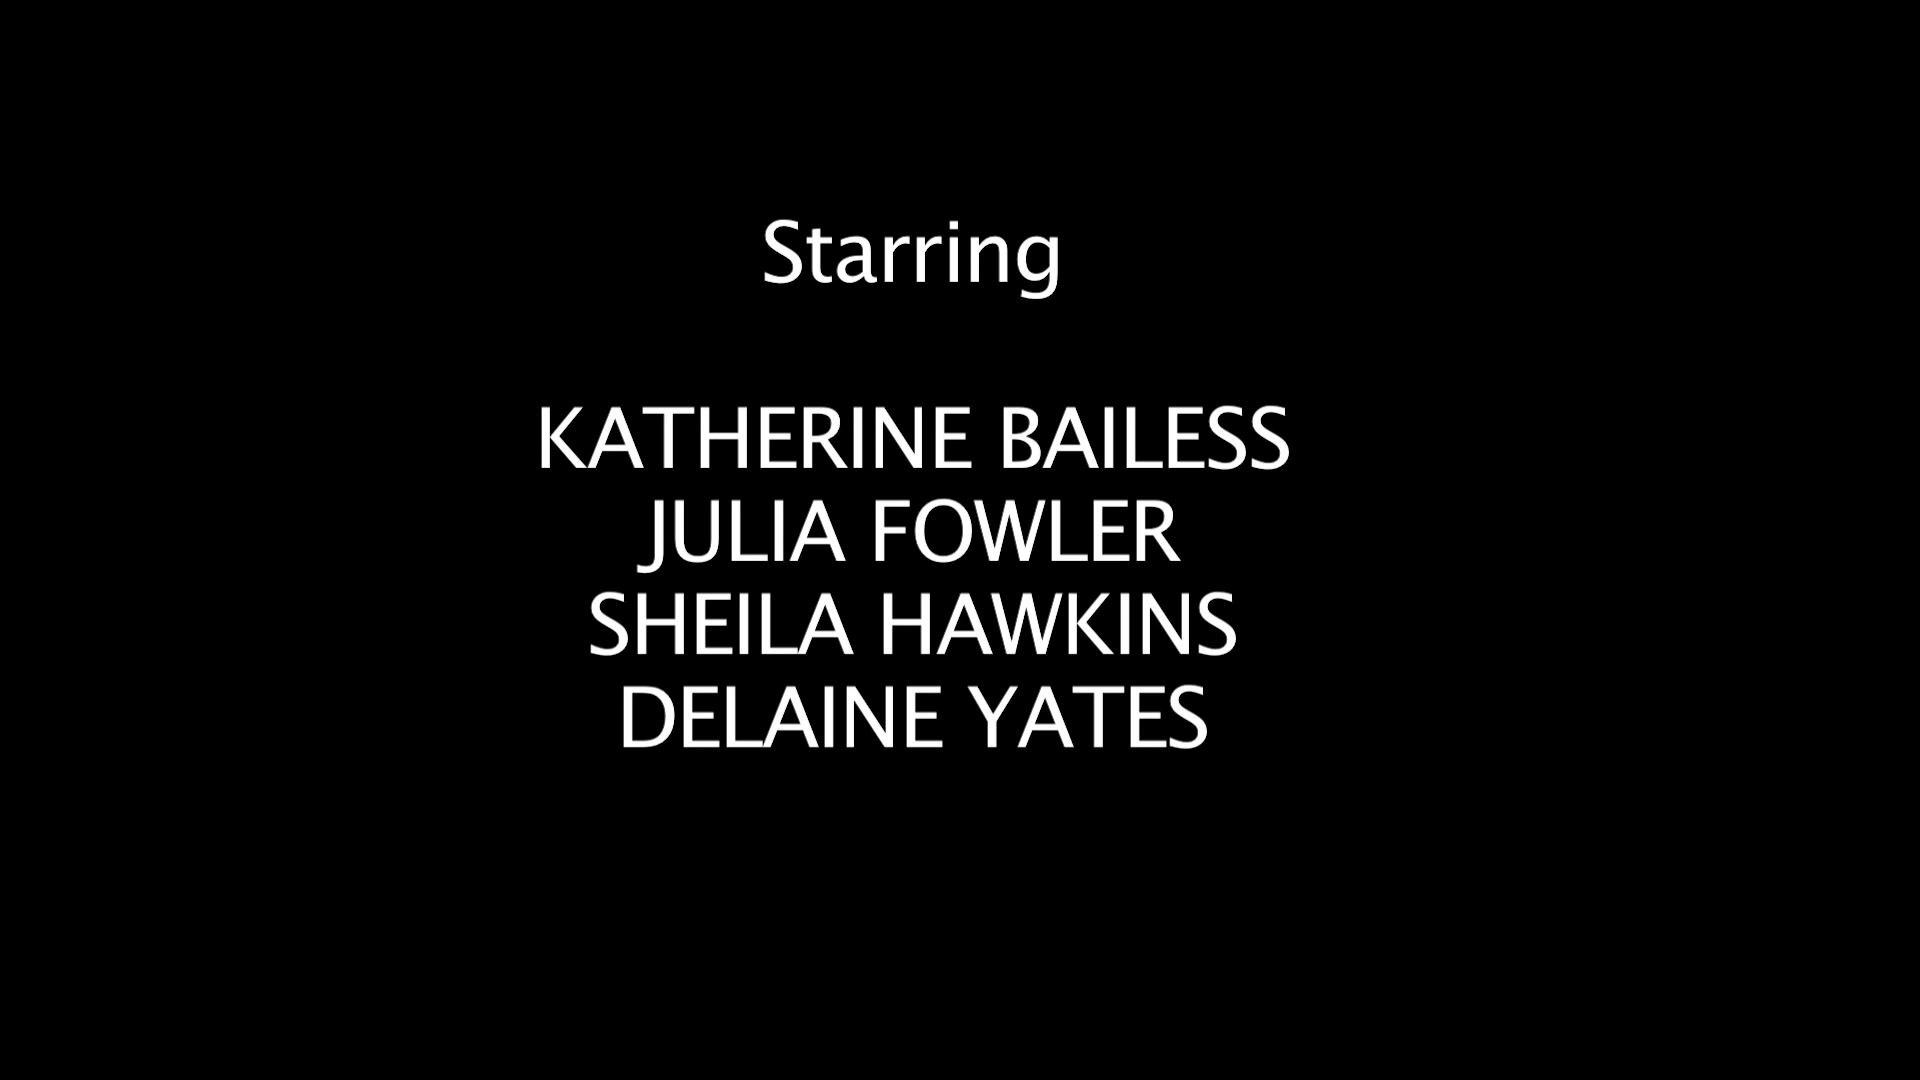 Starring
KATHERINE BAILESS
JULIA FOWLER
SHEILA HAWKINS
DELAINE YATES